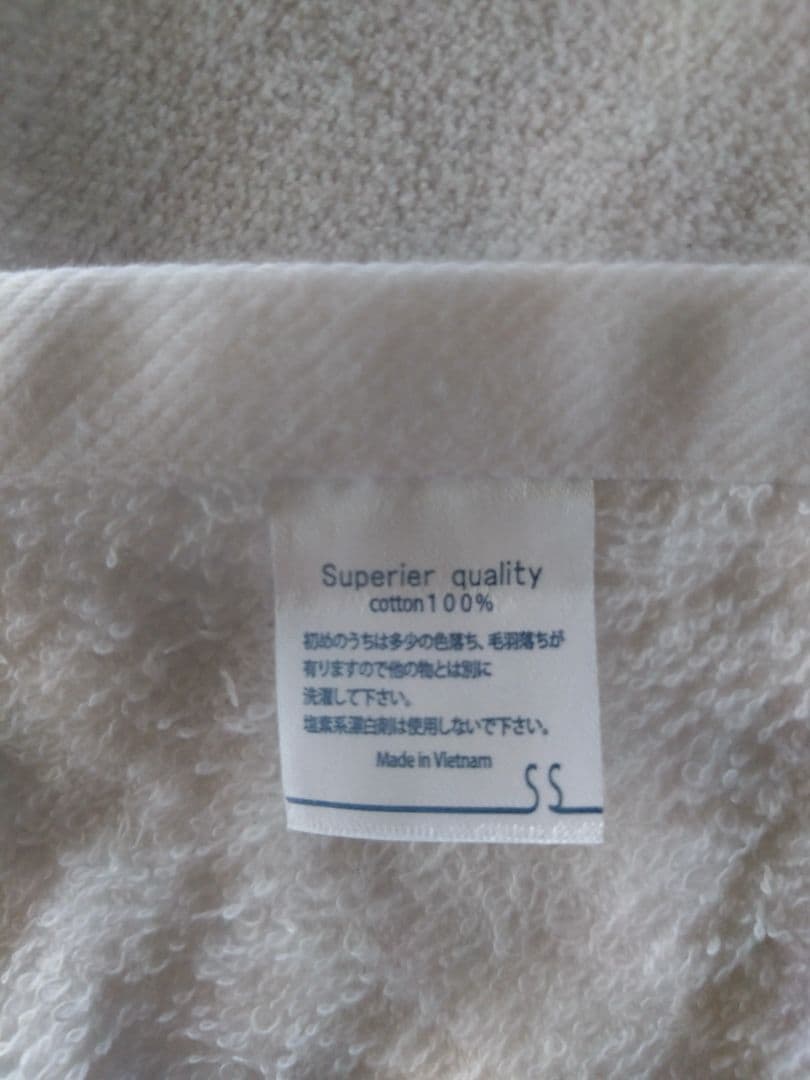 Superier quality
cotton100%
初めのうちは多少の色落ち、毛羽落ちが
有りますので他の物とは別に
洗濯して下さい。
塩素系漂白剤は使用しないで下さい。
Made in Vietnam
SS